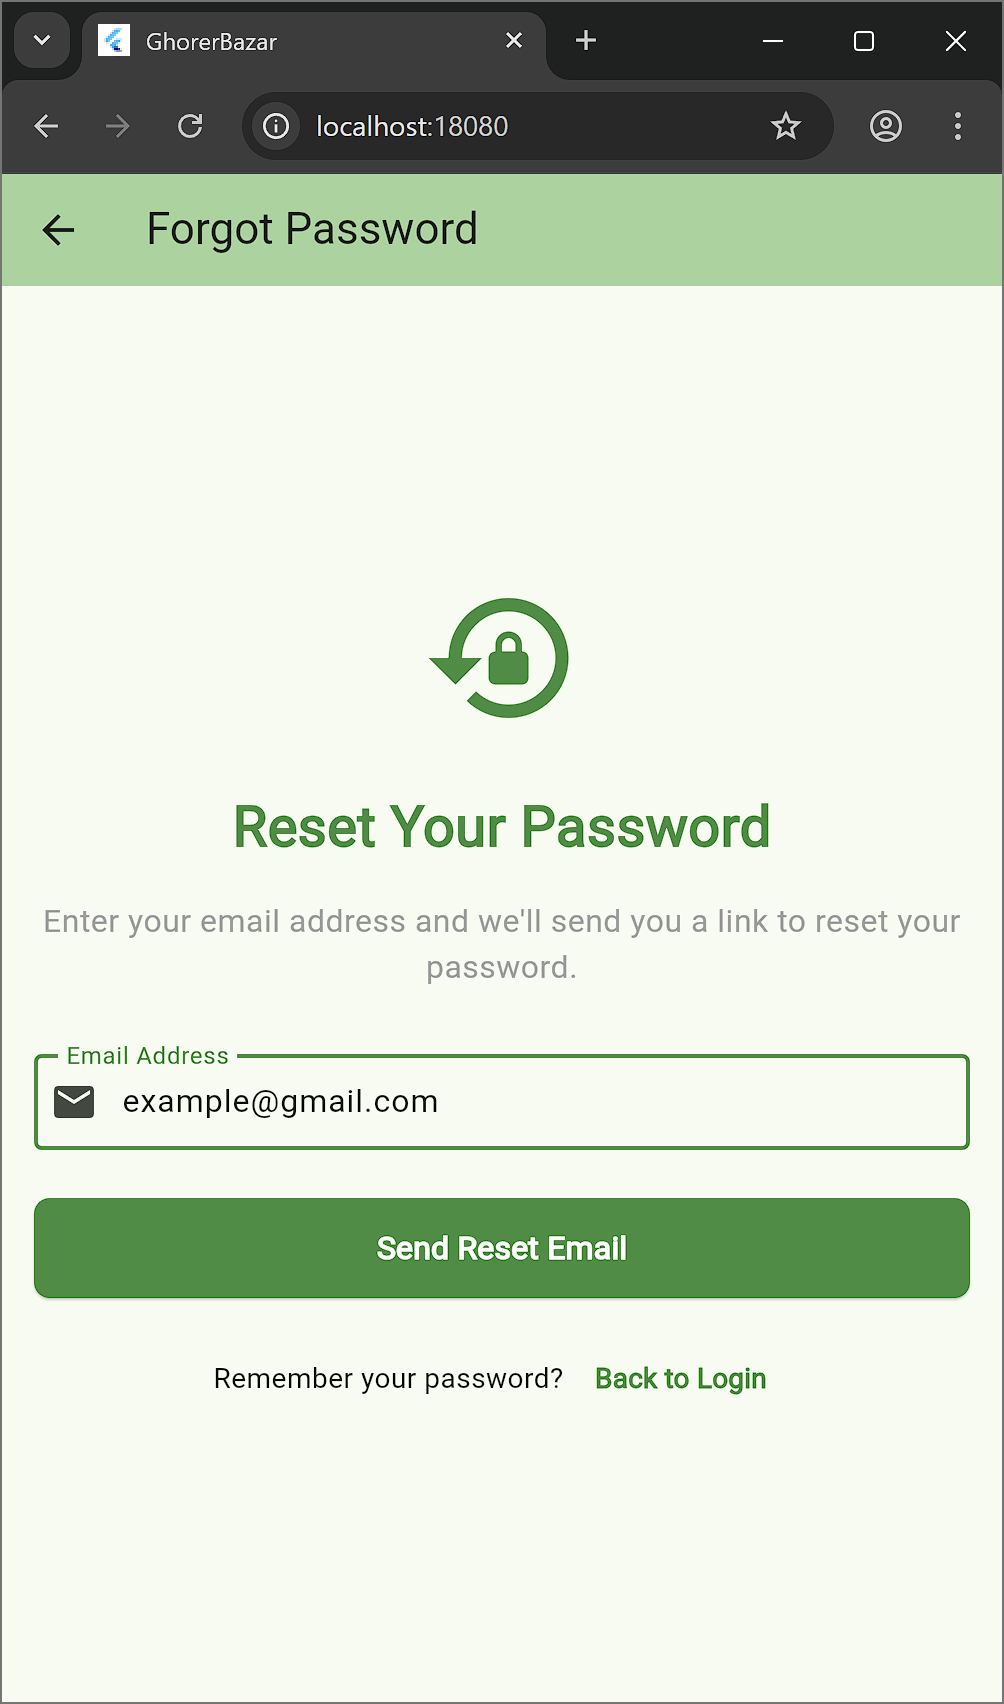 GhorerBazar
localhost:18080
Forgot Password
Reset Your Password
Enter your email address and we'll send you a link to reset your
password.
Email Address
example@gmail.com
Send Reset Email
Remember your password? Back to Login